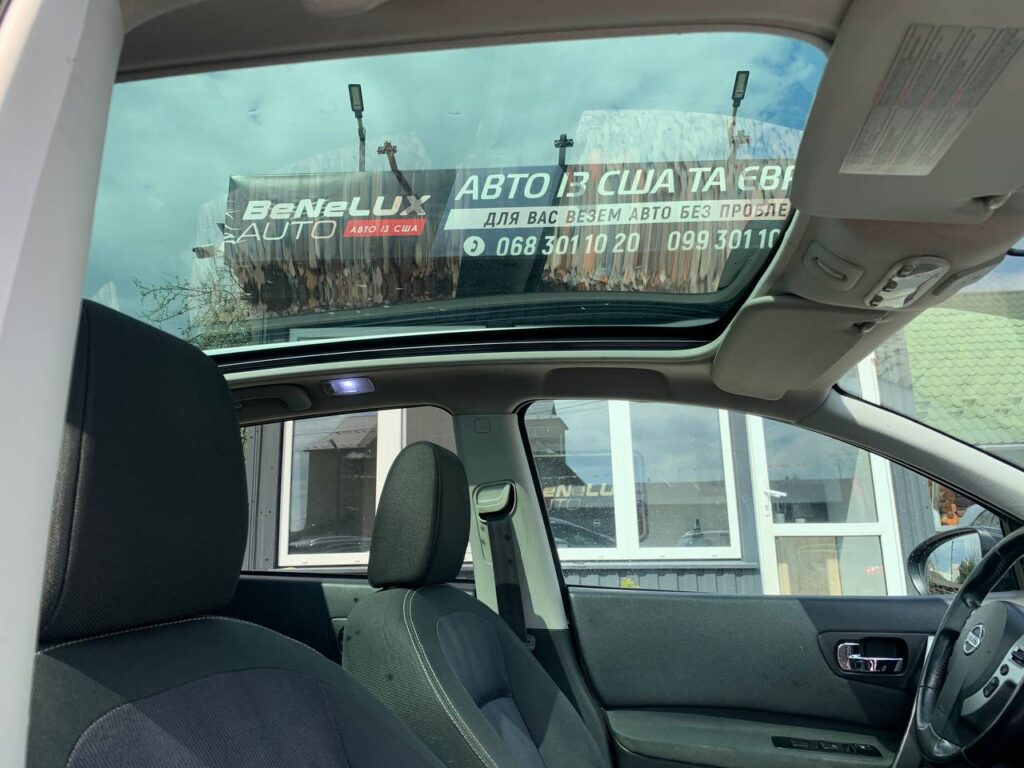 BeNeLUX
AUTO АВТО ІЗ США
АВТО ІЗ США ТА ЄВР
ДЛЯ ВАС ВЕЗЕМ АВТО БЕЗ ПРОБЛЕ
068 301 10 20 099 301 10
BeNeLU
AUTO